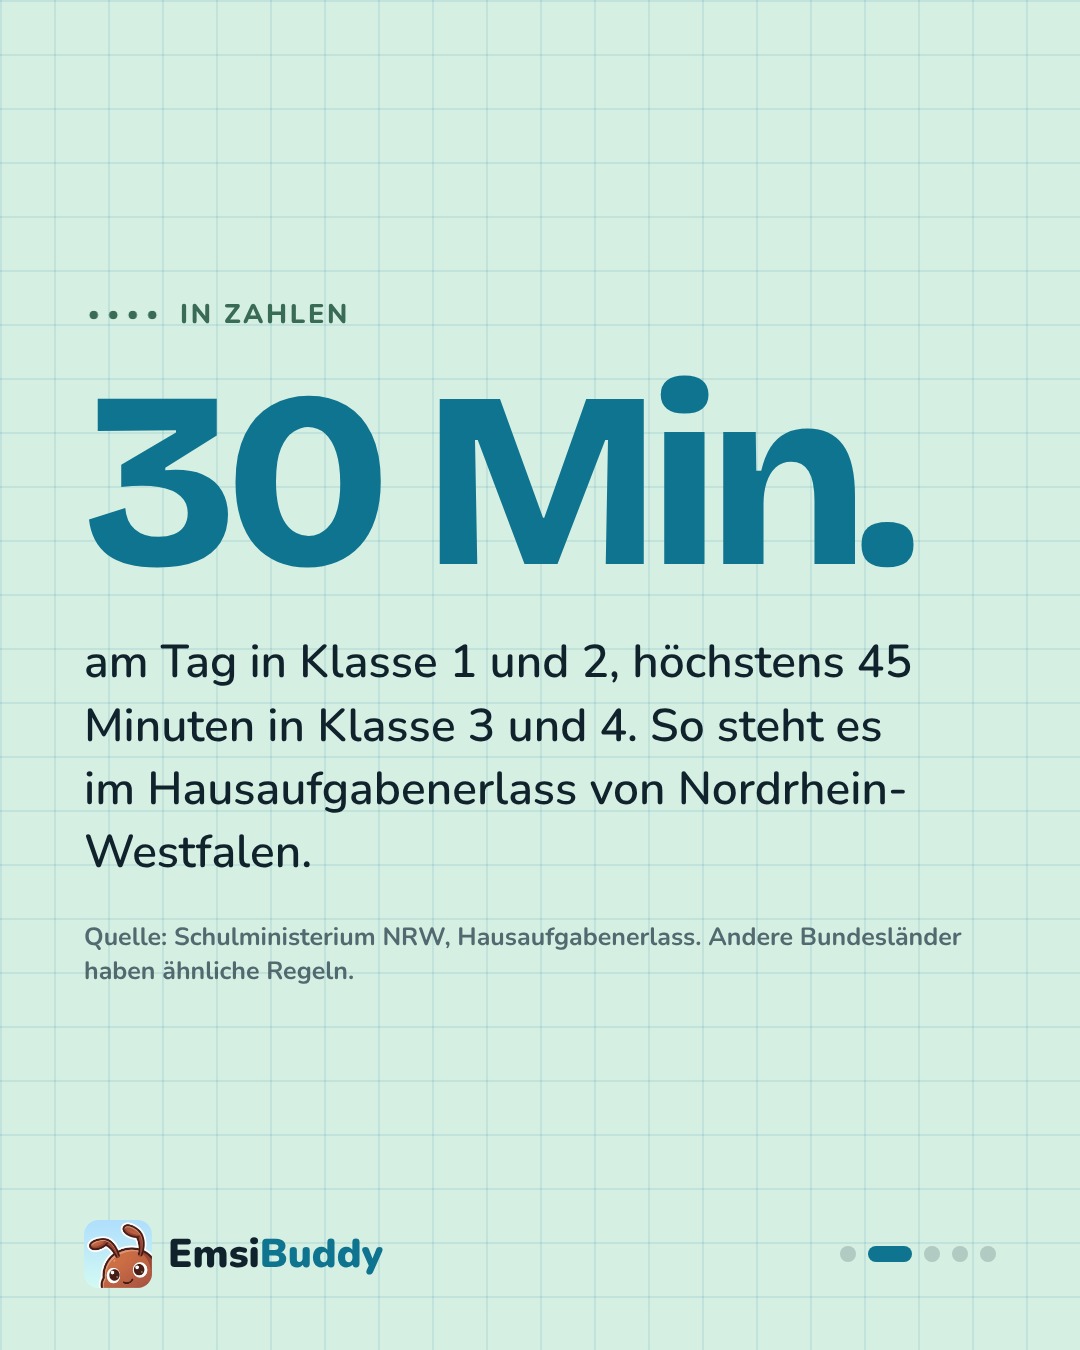 IN ZAHLEN
30 Min.
am Tag in Klasse 1 und 2, höchstens 45
Minuten in Klasse 3 und 4. So steht es
im Hausaufgabenerlass von Nordrhein-
Westfalen.
Quelle: Schulministerium NRW, Hausaufgabenerlass. Andere Bundesländer
haben ähnliche Regeln.
EmsiBuddy